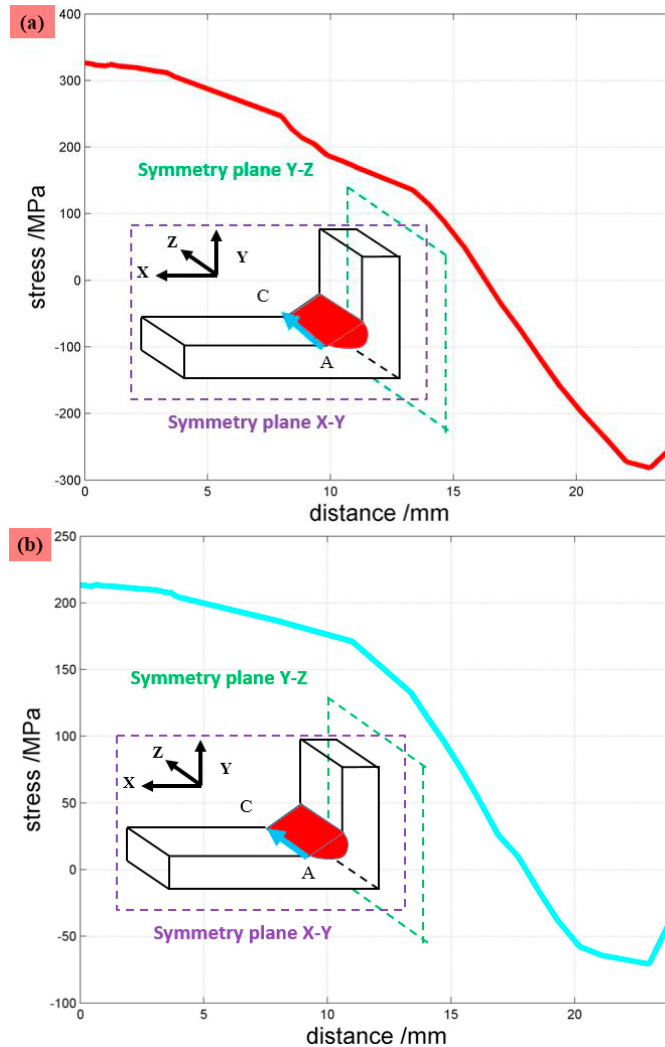 (a)
400
300
200
100
0
-100
-200
-300
stress /MPa
Symmetry plane Y-Z
Z
Y
X
C
A
Symmetry plane X-Y
0
5
10
15
20
distance /mm
(b)
250
200
150
100
50
0
-50
-100
stress /MPa
Symmetry plane Y-Z
Z
Y
X
C
A
Symmetry plane X-Y
0
5
10
15
20
distance /mm